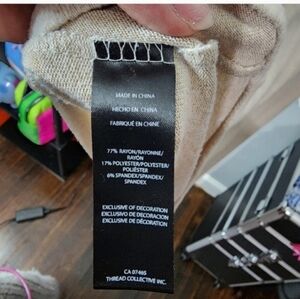 MADE IN CHINA
HECHO EN CHINA
FABRIQUÉ EN CHINE
77% RAYON/RAYONNE/
RAYÓN
17% POLYESTER/POLYESTER/
POLIÉSTER
6% SPANDEX/SPANDEX/
SPANDEX
EXCLUSIVE OF DECORATION
EXCLUSIVO DE DECORACION
EXCLUSIVE DE DÉCORATION
CA 07465
THREAD COLLECTIVE INC.